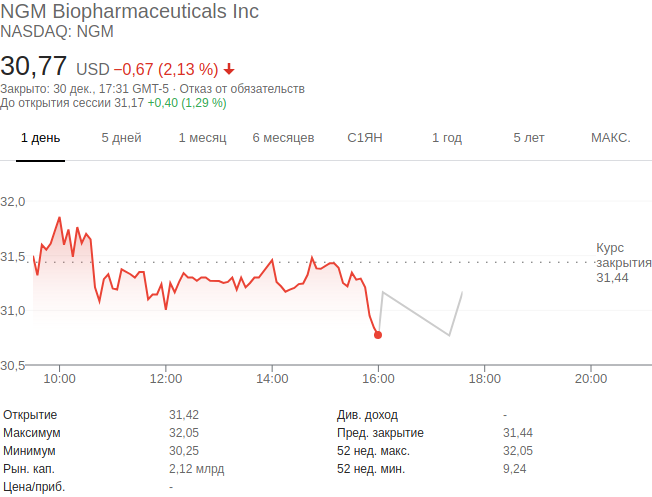 NGM Biopharmaceuticals Inc
NASDAQ: NGM
30,77 USD −0,67 (2,13 %)
Закрыто: 30 дек., 17:31 GMT-5 · Отказ от обязательств
До открытия сессии 31,17 +0,40 (1,29 %)
1 день 5 дней 1 месяц 6 месяцев С1ЯН 1 год 5 лет МАКС.
32,0
31,5
31,0
30,5
Курс
закрытия
31,44
10:00 12:00 14:00 16:00 18:00 20:00
Открытие 31,42 Див. доход -
Максимум 32,05 Пред. закрытие 31,44
Минимум 30,25 52 нед. макс. 32,05
Рын. кап. 2,12 млрд 52 нед. мин. 9,24
Цена/приб. -